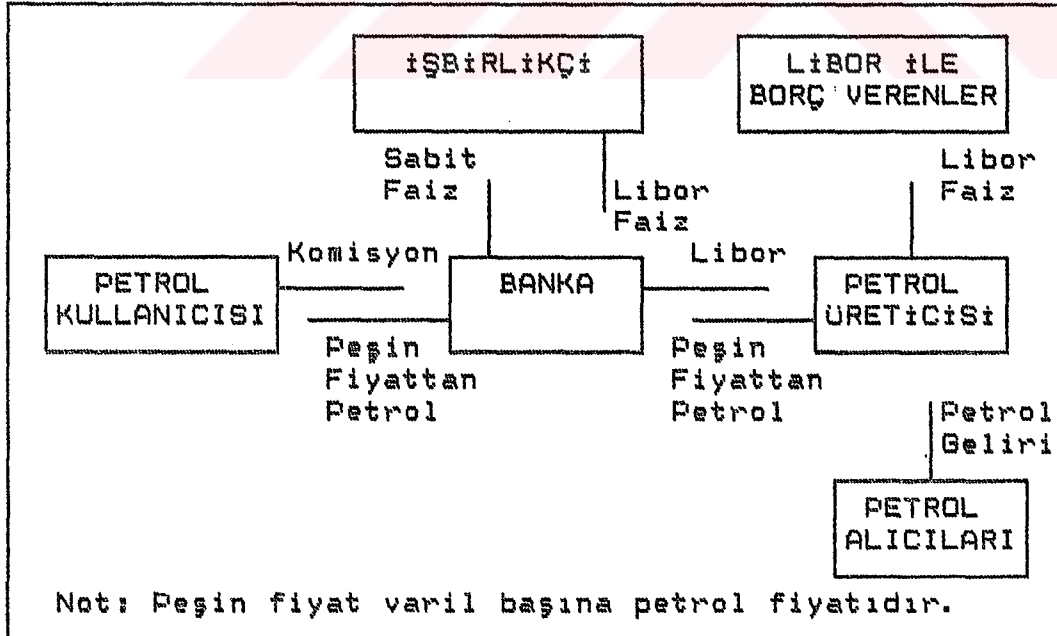 İŞBİRLİKÇİ
LİBOR İLE
BORÇ VERENLER
Sabit
Faiz
Libor
Faiz
Libor
Faiz
Komisyon
Libor
PETROL
KULLANICISI
BANKA
PETROL
ÜRETİCİSİ
Peşin
Fiyattan
Petrol
Peşin
Fiyattan
Petrol
Petrol
Geliri
PETROL
ALICILARI
Not: Peşin fiyat varil başına petrol fiyatıdır.